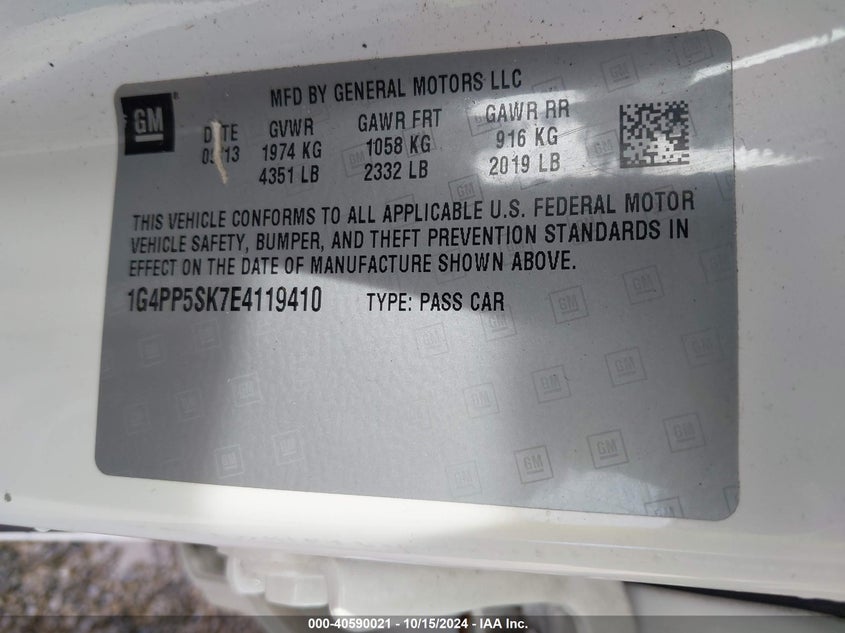 GM
MFD BY GENERAL MOTORS LLC
DATE GVWR GAWR FRT GAWR RR
1974 KG 1058 KG 916 KG
4351 LB 2332 LB 2019 LB
THIS VEHICLE CONFORMS TO ALL APPLICABLE U.S. FEDERAL MOTOR
VEHICLE SAFETY, BUMPER, AND THEFT PREVENTION STANDARDS IN
EFFECT ON THE DATE OF MANUFACTURE SHOWN ABOVE.
1G4PP5SK7E4119410 TYPE: PASS CAR
000-40590021 - 10/15/2024 - IAA Inc.